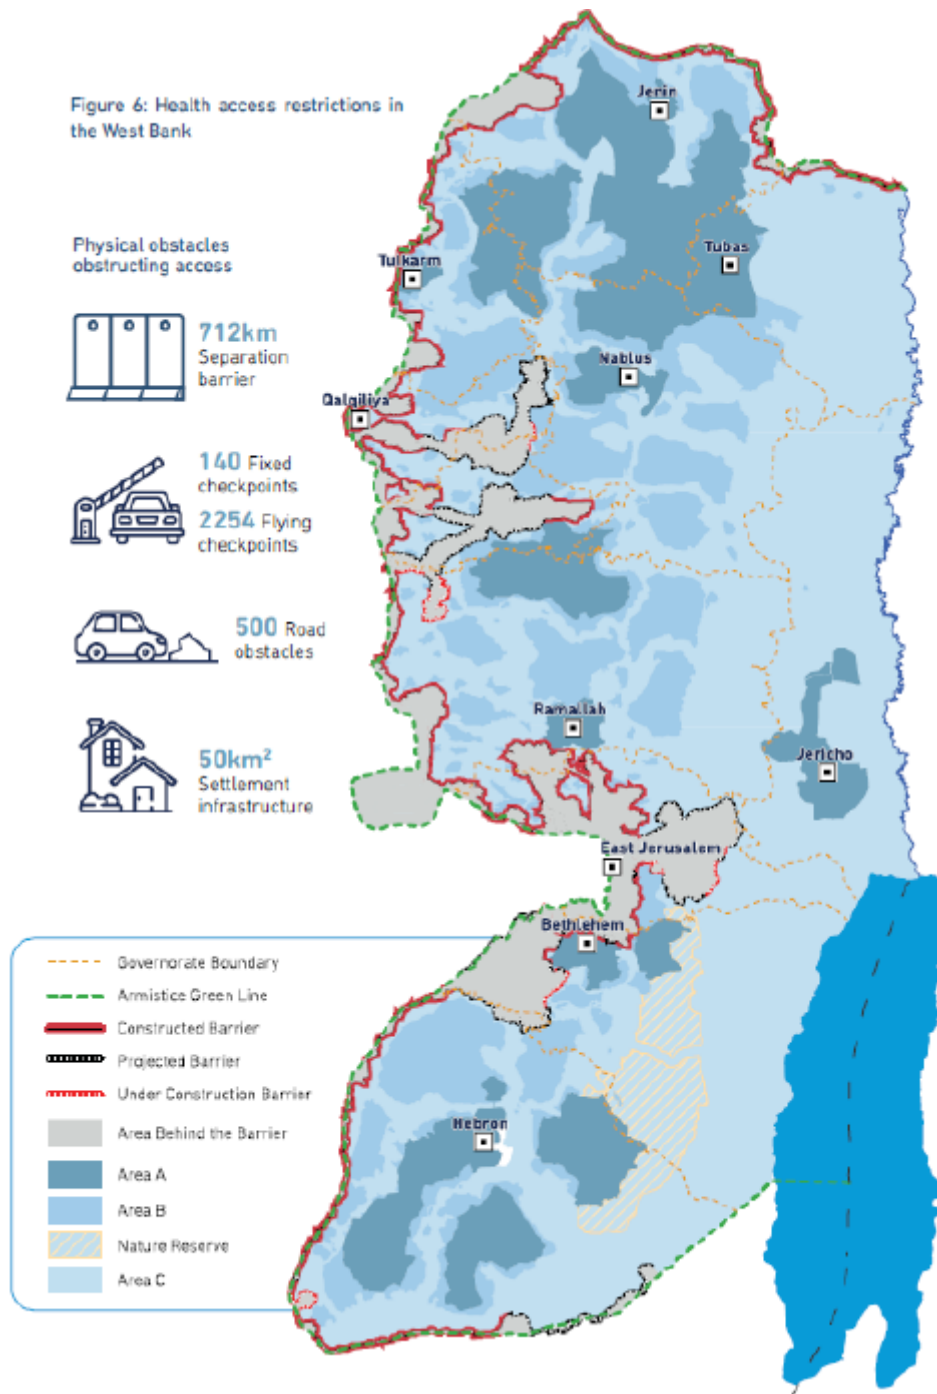 Figure 6: Health access restrictions in
the West Bank
Physical obstacles
obstructing access
712km
Separation
barrier
140 Fixed
checkpoints
2254 Flying
checkpoints
500 Road
obstacles
50km²
Settlement
infrastructure
Jenin
Tubas
Tulkarm
Nablus
Qalqiliya
Ramallah
Jericho
East Jerusalem
Bethlehem
Hebron
Governorate Boundary
Armistice Green Line
Constructed Barrier
Projected Barrier
Under Construction Barrier
Area Behind the Barrier
Area A
Area B
Nature Reserve
Area C